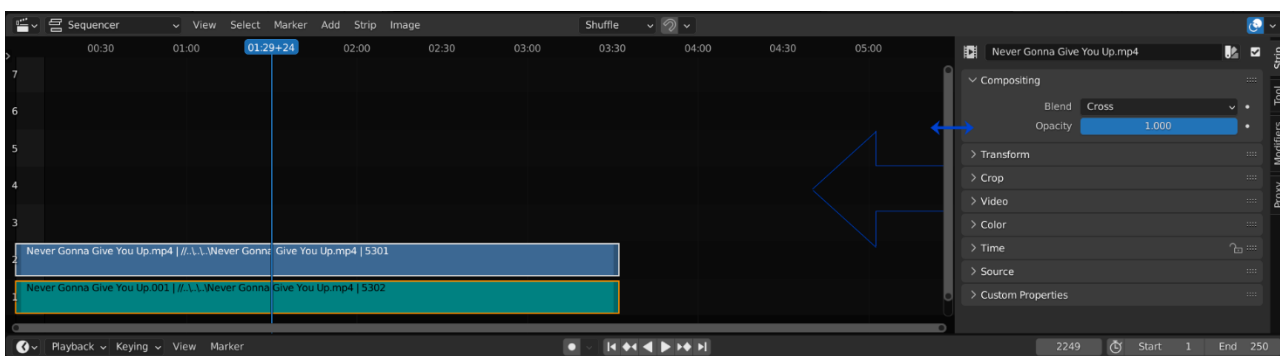 Sequencer View Select Marker Add Strip Image Shuffle
00:30 01:00 01:29+24 02:00 02:30 03:00 03:30 04:00 04:30 05:00
7
6
5
4
3
2
1
Never Gonna Give You Up.mp4 | //..\..\..\Never Gonna Give You Up.mp4 | 5301
Never Gonna Give You Up.001 | //..\..\..\Never Gonna Give You Up.mp4 | 5302
Never Gonna Give You Up.mp4
Compositing
Blend Cross
Opacity 1.000
Transform
Crop
Video
Color
Time
Source
Custom Properties
Strip
Tool
Modifiers
Proxy
Playback Keying View Marker 2249 Start 1 End 250